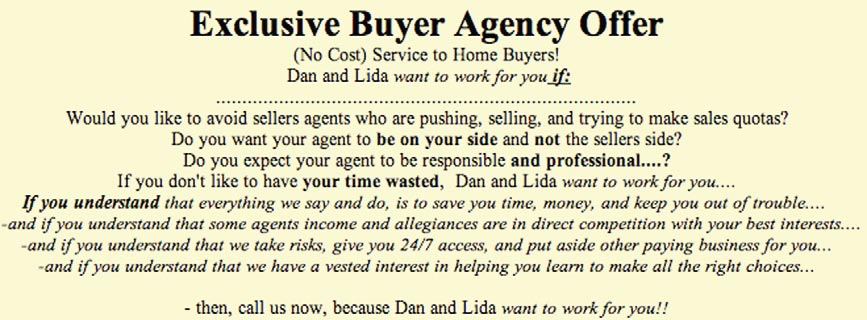 Exclusive Buyer Agency Offer
(No Cost) Service to Home Buyers!
Dan and Lida want to work for you if:
................................................................................
Would you like to avoid sellers agents who are pushing, selling, and trying to make sales quotas?
Do you want your agent to be on your side and not the sellers side?
Do you expect your agent to be responsible and professional....?
If you don't like to have your time wasted, Dan and Lida want to work for you....
If you understand that everything we say and do, is to save you time, money, and keep you out of trouble....
-and if you understand that some agents income and allegiances are in direct competition with your best interests....
-and if you understand that we take risks, give you 24/7 access, and put aside other paying business for you...
-and if you understand that we have a vested interest in helping you learn to make all the right choices...
- then, call us now, because Dan and Lida want to work for you!!